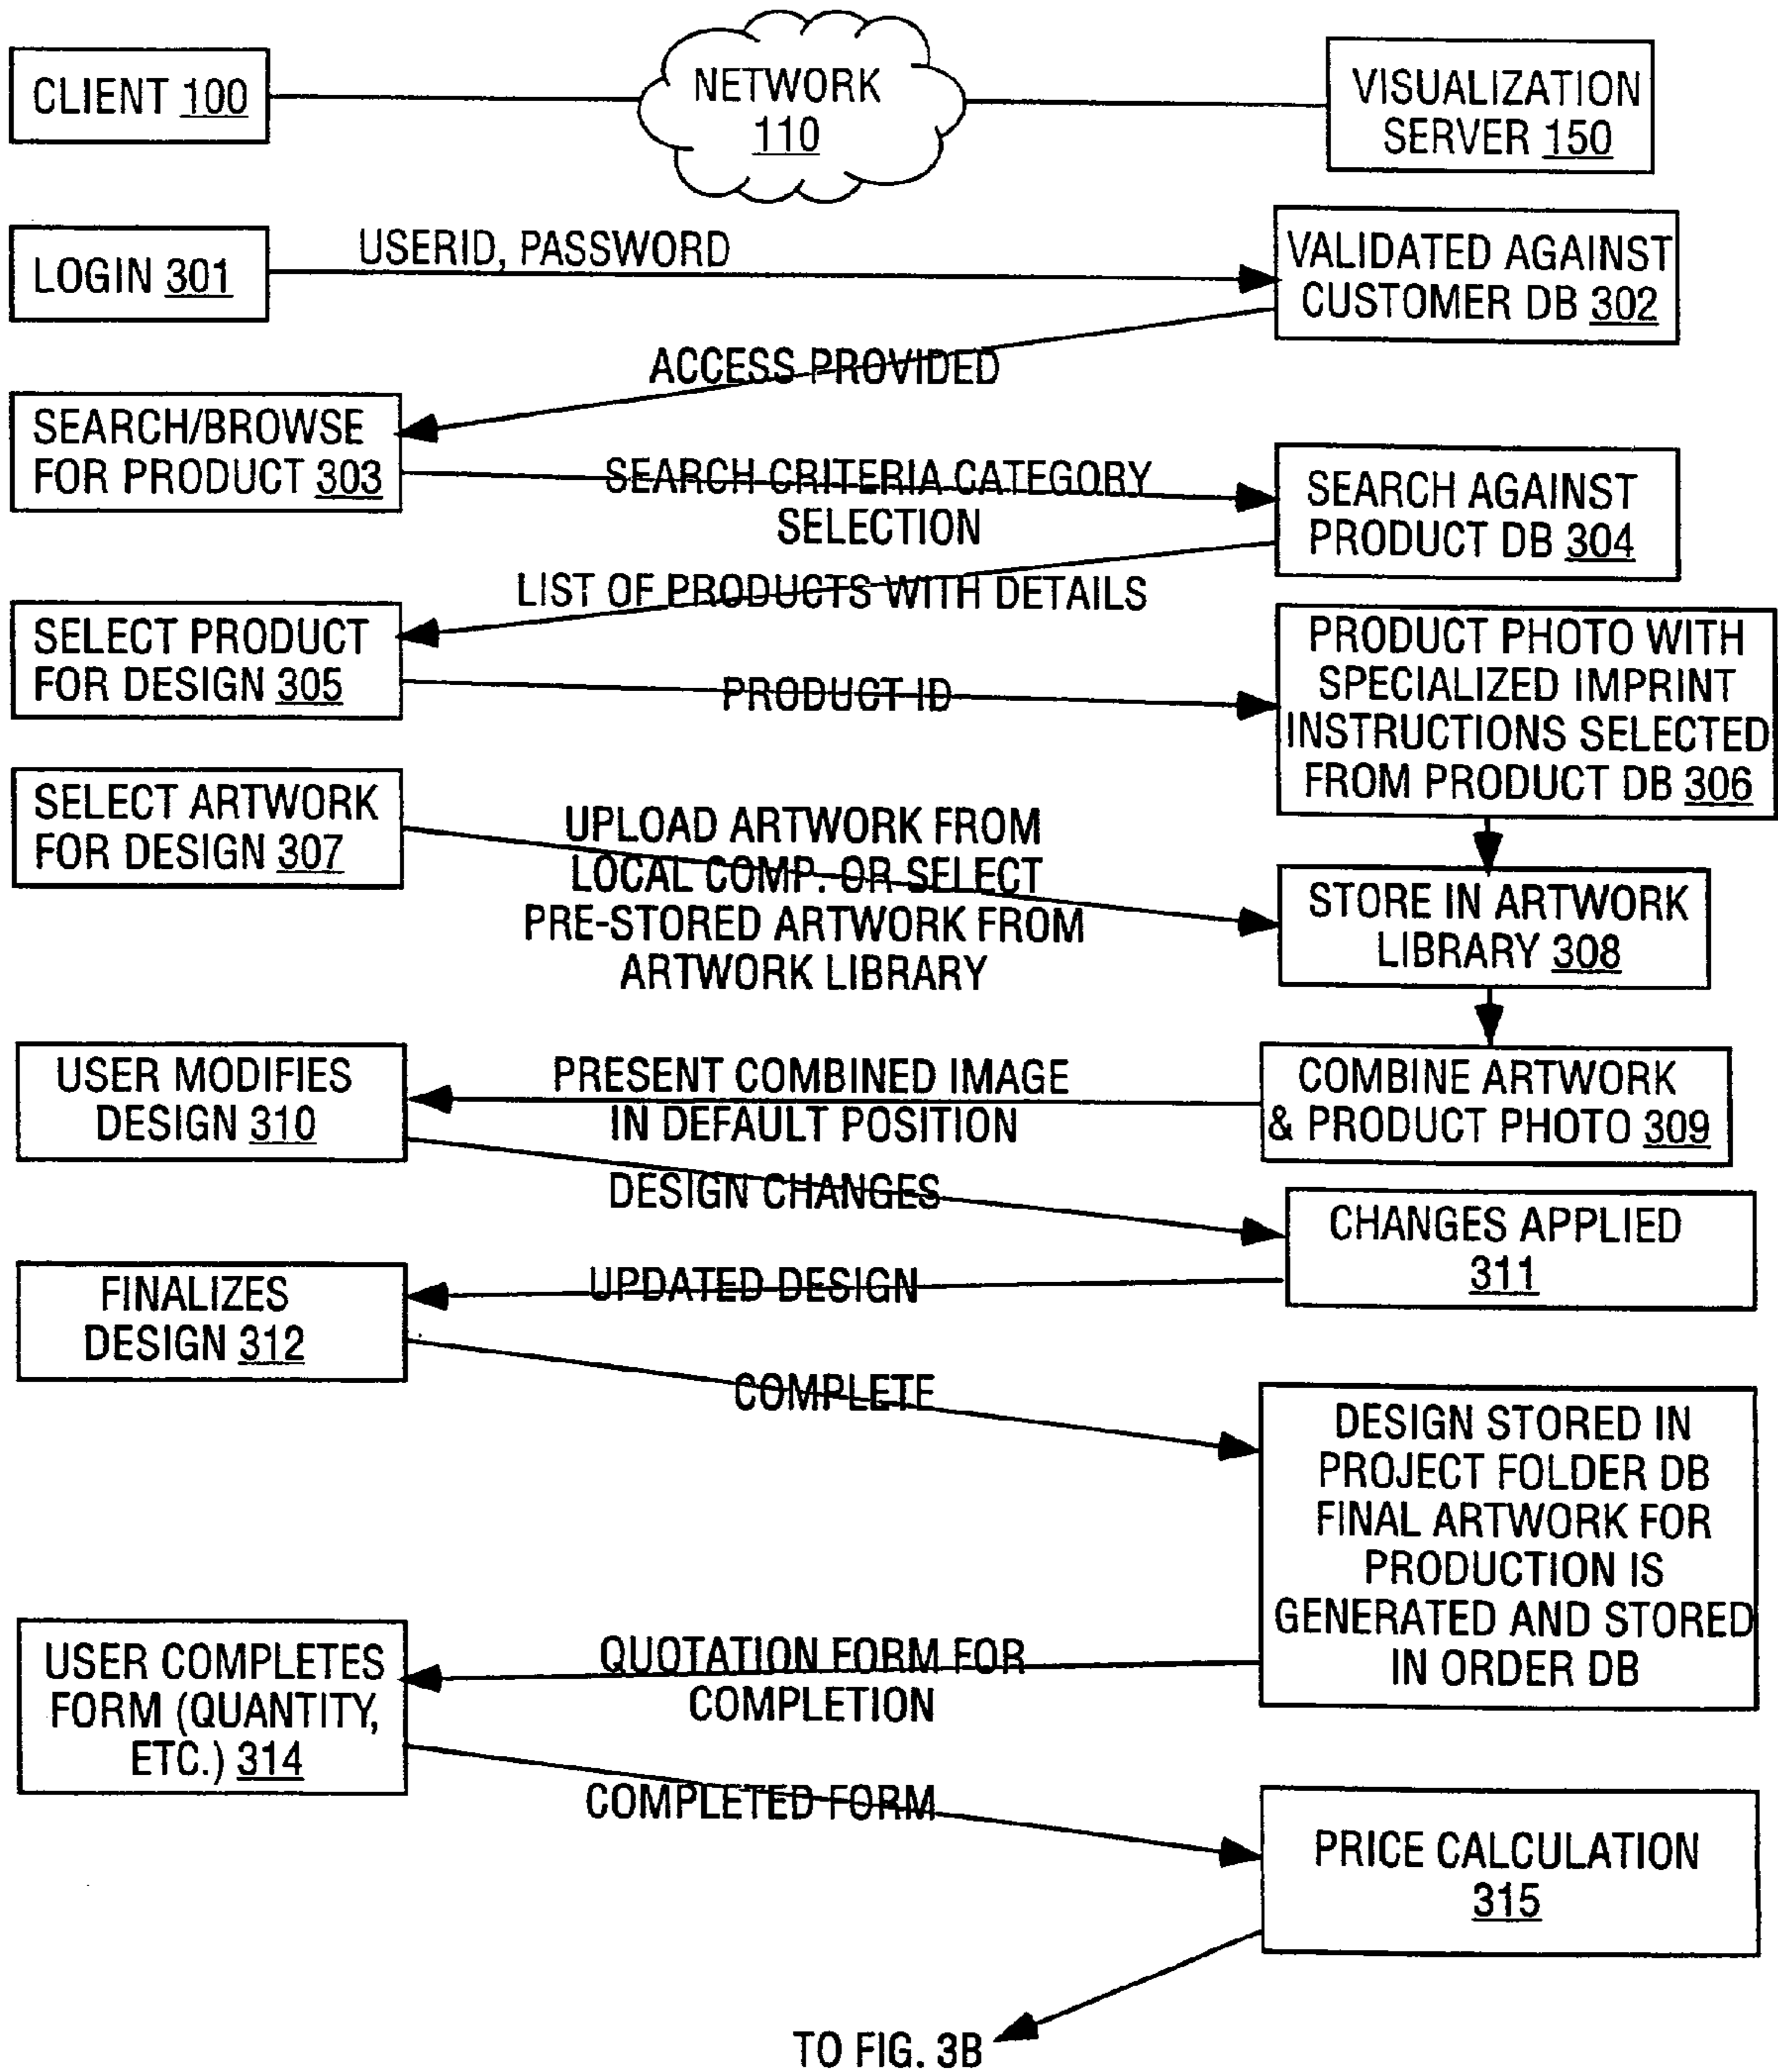 CLIENT 100
NETWORK
110
VISUALIZATION
SERVER 150
LOGIN 301
USERID, PASSWORD
VALIDATED AGAINST
CUSTOMER DB 302
ACCESS PROVIDED
SEARCH/BROWSE
FOR PRODUCT 303
SEARCH CRITERIA CATEGORY
SELECTION
SEARCH AGAINST
PRODUCT DB 304
LIST OF PRODUCTS WITH DETAILS
SELECT PRODUCT
FOR DESIGN 305
PRODUCT ID
PRODUCT PHOTO WITH
SPECIALIZED IMPRINT
INSTRUCTIONS SELECTED
FROM PRODUCT DB 306
SELECT ARTWORK
FOR DESIGN 307
UPLOAD ARTWORK FROM
LOCAL COMP. OR SELECT
PRE-STORED ARTWORK FROM
ARTWORK LIBRARY
STORE IN ARTWORK
LIBRARY 308
USER MODIFIES
DESIGN 310
PRESENT COMBINED IMAGE
IN DEFAULT POSITION
COMBINE ARTWORK
& PRODUCT PHOTO 309
DESIGN CHANGES
CHANGES APPLIED
311
FINALIZES
DESIGN 312
UPDATED DESIGN
COMPLETE
DESIGN STORED IN
PROJECT FOLDER DB
FINAL ARTWORK FOR
PRODUCTION IS
GENERATED AND STORED
IN ORDER DB
USER COMPLETES
FORM (QUANTITY,
ETC.) 314
QUOTATION FORM FOR
COMPLETION
COMPLETED FORM
PRICE CALCULATION
315
TO FIG. 3B